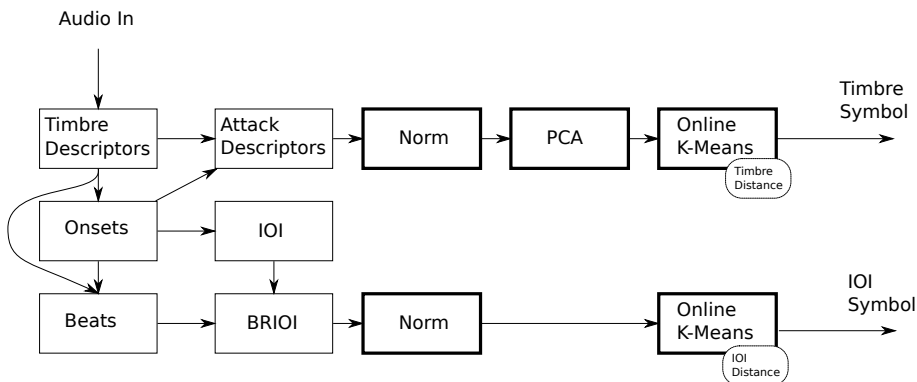 Audio In
Timbre
Descriptors
Attack
Descriptors
Norm
PCA
Online
K-Means
Timbre
Distance
Timbre
Symbol
Onsets
IOI
Beats
BRIOI
Norm
Online
K-Means
IOI
Distance
IOI
Symbol